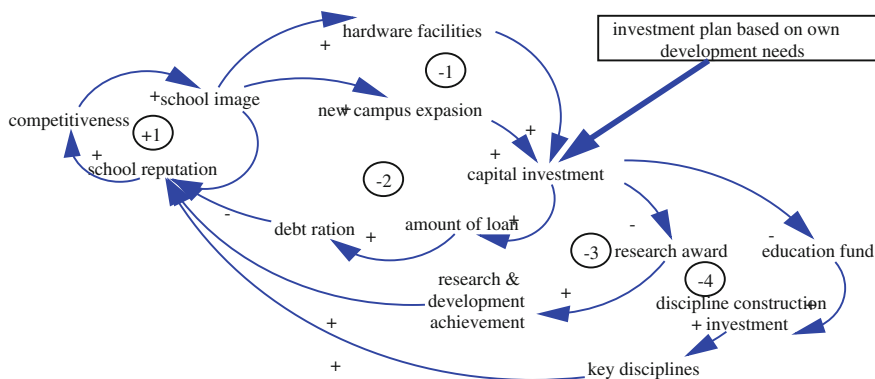 hardware facilities
investment plan based on own
development needs
+
-1
+
school image
new campus expasion
+
competitiveness
+1
+
+
+
school reputation
capital investment
-2
-
debt ration
+
amount of loan
+
-
-
-3
research award
education fund
-4
research &
development
achievement
+
discipline construction
+
+
investment
+
+
key disciplines